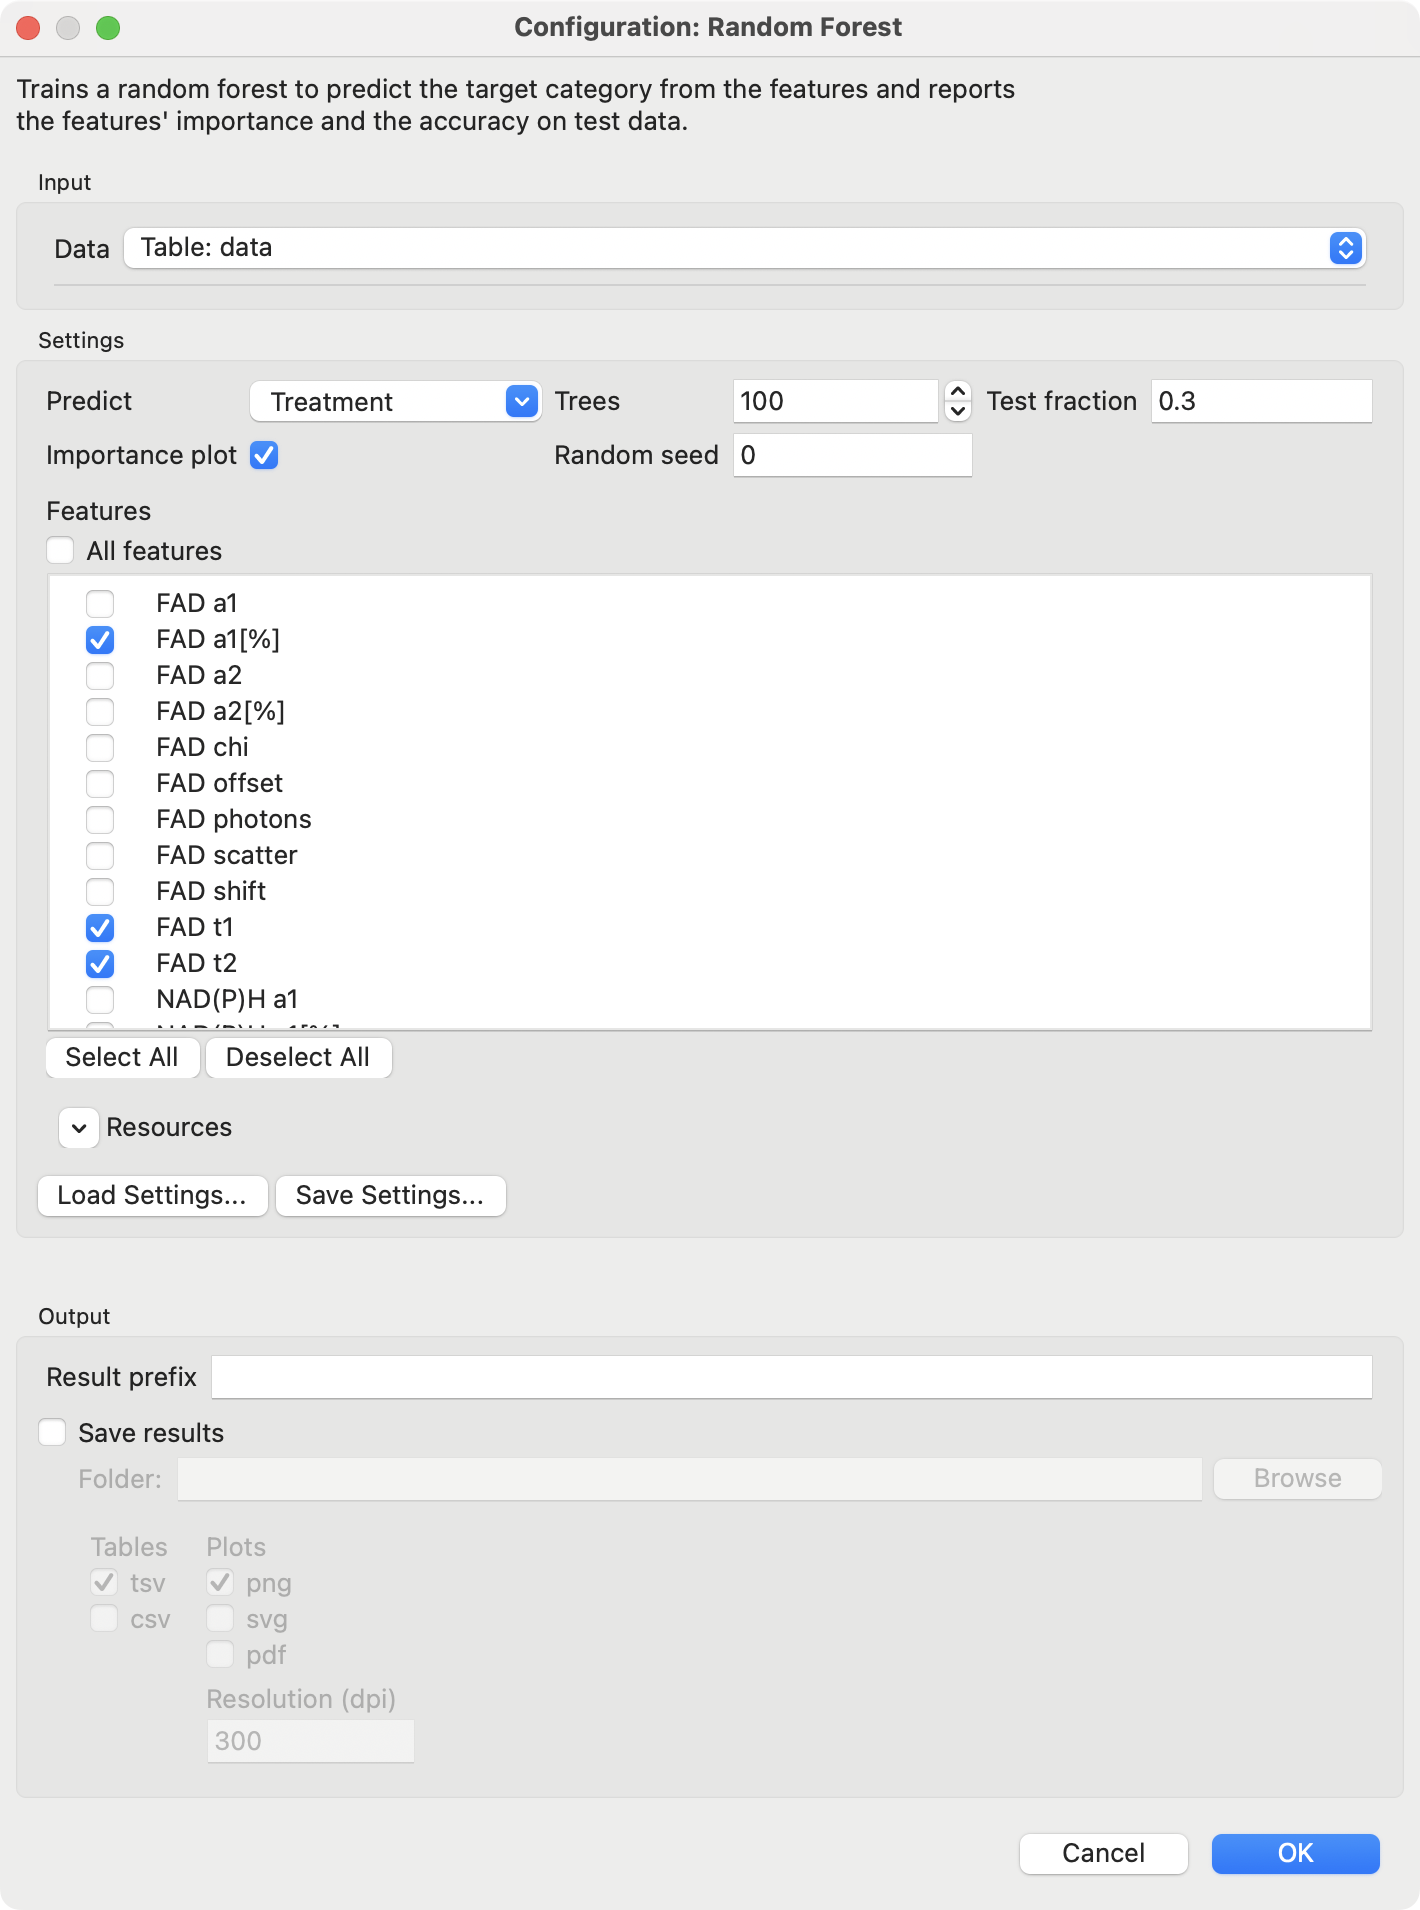 Configuration: Random Forest
Trains a random forest to predict the target category from the features and reports
the features' importance and the accuracy on test data.
Input
Data Table: data
Settings
Predict Treatment Trees 100 Test fraction 0.3
Importance plot Random seed 0
Features
All features
FAD a1
FAD a1[%]
FAD a2
FAD a2[%]
FAD chi
FAD offset
FAD photons
FAD scatter
FAD shift
FAD t1
FAD t2
NAD(P)H a1
Select All Deselect All
Resources
Load Settings... Save Settings...
Output
Result prefix
Save results
Folder: Browse
Tables Plots
tsv png
csv svg
pdf
Resolution (dpi)
300
Cancel OK